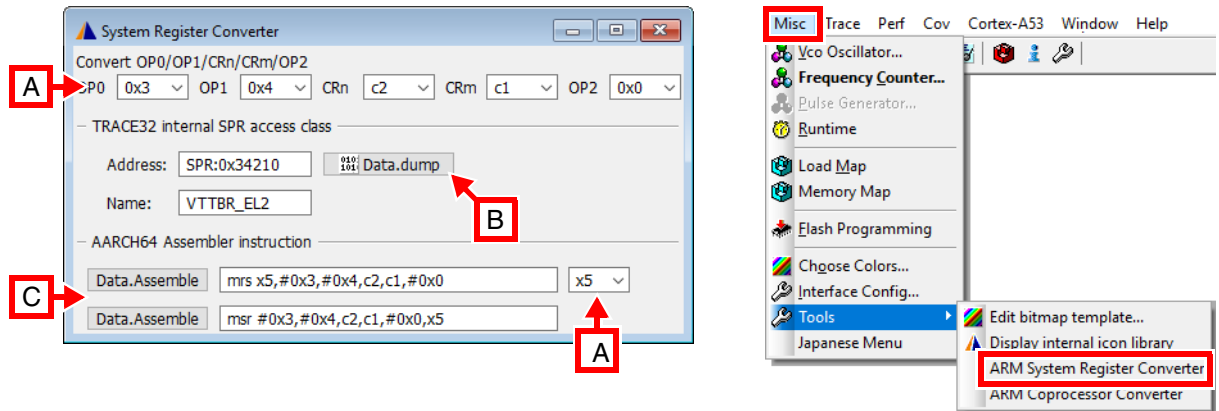 System Register Converter
Convert OP0/OP1/CRn/CRm/OP2
A
OP0 0x3 OP1 0x4 CRn c2 CRm c1 OP2 0x0
TRACE32 internal SPR access class
Address: SPR:0x34210 Data.dump
Name: VTTBR_EL2
B
AARCH64 Assembler instruction
C
Data.Assemble mrs x5,#0x3,#0x4,c2,c1,#0x0 x5
Data.Assemble msr #0x3,#0x4,c2,c1,#0x0,x5
A
Misc Trace Perf Cov Cortex-A53 Window Help
Vco Oscillator...
Frequency Counter...
Pulse Generator...
Runtime
Load Map
Memory Map
Flash Programming
Choose Colors...
Interface Config...
Tools
Japanese Menu
Edit bitmap template...
Display internal icon library
ARM System Register Converter
ARM Coprocessor Converter